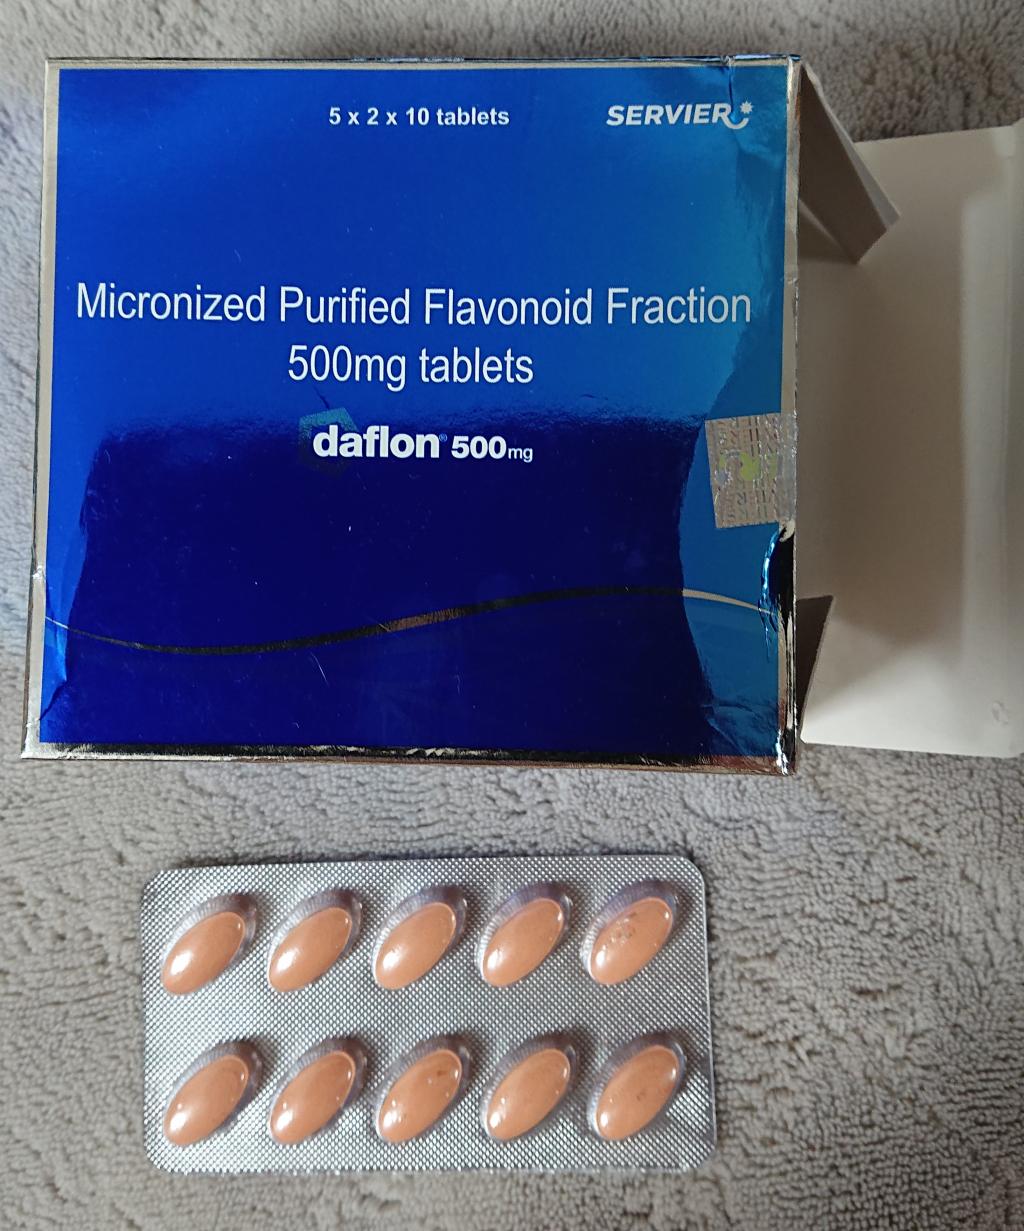 5 x 2 x 10 tablets
SERVIER
Micronized Purified Flavonoid Fraction
500mg tablets
daflon® 500mg